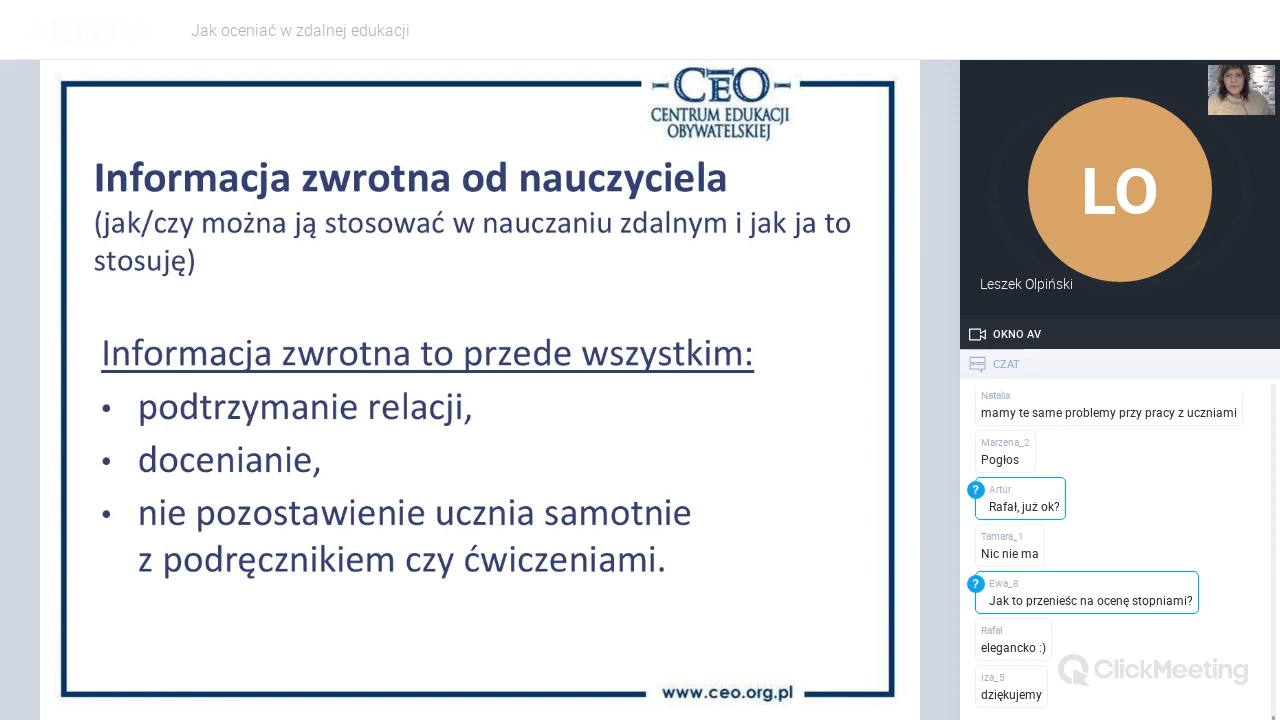 Jak oceniać w zdalnej edukacji
CEO
CENTRUM EDUKACJI
OBYWATELSKIEJ
Informacja zwrotna od nauczyciela
(jak/czy można ją stosować w nauczaniu zdalnym i jak ja to
stosuję)
Informacja zwrotna to przede wszystkim:
• podtrzymanie relacji,
• docenianie,
• nie pozostawienie ucznia samotnie
z podręcznikiem czy ćwiczeniami.
www.ceo.org.pl
LO
Leszek Olpiński
OKNO AV
CZAT
Natalia
mamy te same problemy przy pracy z uczniami
Marzena_2
Pogłos
?
Artur
Rafał, już ok?
Tamara_1
Nic nie ma
?
Ewa_8
Jak to przenieśc na ocenę stopniami?
Rafał
elegancko :)
Iza_5
dziękujemy
ClickMeeting